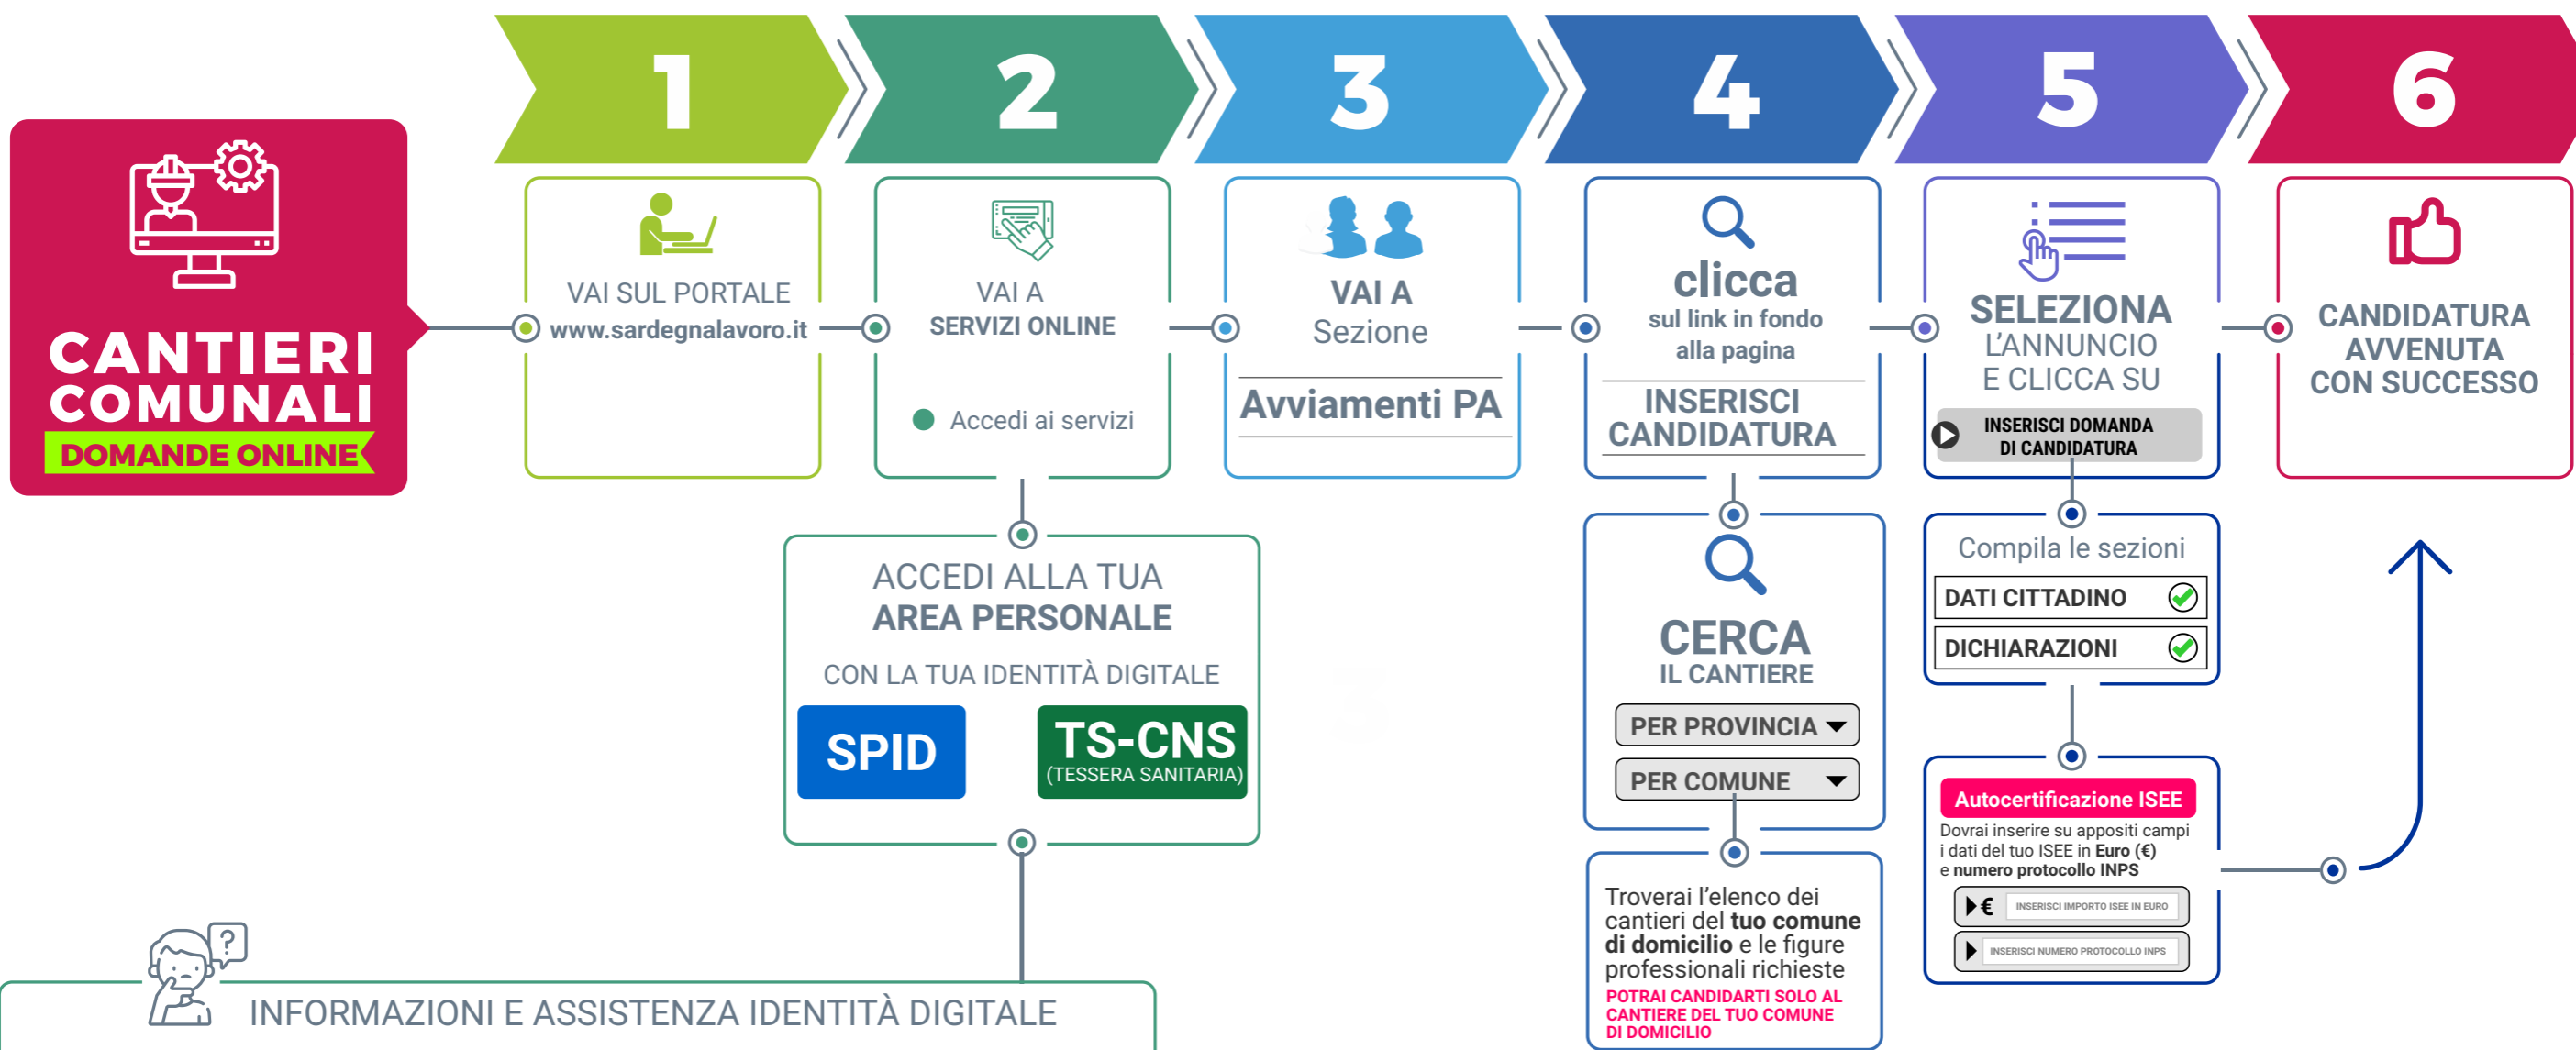 CANTIERI
COMUNALI
DOMANDE ONLINE
1
VAI SUL PORTALE
www.sardegnalavoro.it
2
VAI A
SERVIZI ONLINE
Accedi ai servizi
ACCEDI ALLA TUA
AREA PERSONALE
CON LA TUA IDENTITÀ DIGITALE
SPID
TS-CNS
(TESSERA SANITARIA)
?
INFORMAZIONI E ASSISTENZA IDENTITÀ DIGITALE
3
VAI A
Sezione
Avviamenti PA
4
clicca
sul link in fondo
alla pagina
INSERISCI
CANDIDATURA
CERCA
IL CANTIERE
PER PROVINCIA
PER COMUNE
Troverai l'elenco dei
cantieri del tuo comune
di domicilio e le figure
professionali richieste
POTRAI CANDIDARTI SOLO AL
CANTIERE DEL TUO COMUNE
DI DOMICILIO
5
SELEZIONA
L'ANNUNCIO
E CLICCA SU
INSERISCI DOMANDA
DI CANDIDATURA
Compila le sezioni
DATI CITTADINO
DICHIARAZIONI
Autocertificazione ISEE
Dovrai inserire su appositi campi
i dati del tuo ISEE in Euro (€)
e numero protocollo INPS
€ INSERISCI IMPORTO ISEE IN EURO
INSERISCI NUMERO PROTOCOLLO INPS
6
CANDIDATURA
AVVENUTA
CON SUCCESSO